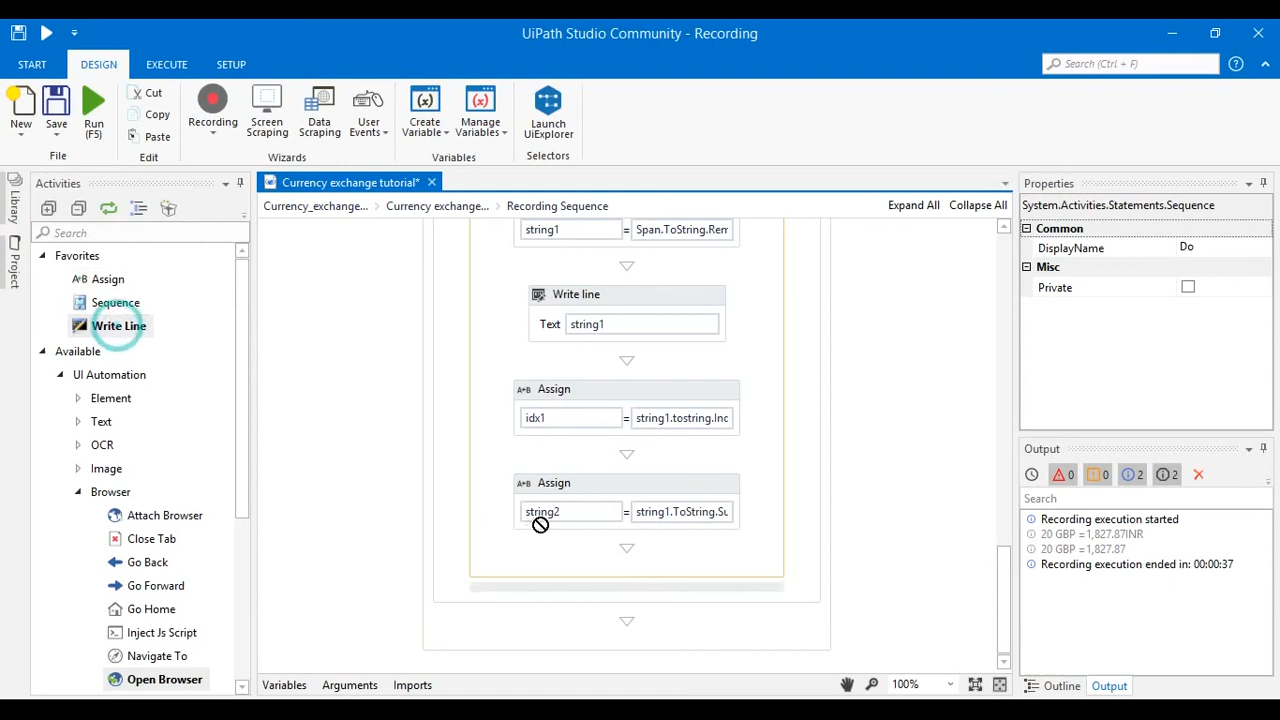 UiPath Studio Community - Recording
START DESIGN EXECUTE SETUP
Search (Ctrl + F)
New
Save
Run (F5)
Cut
Copy
Paste
Recording
Screen Scraping
Data Scraping
User Events
Create Variable
Manage Variables
Launch UiExplorer
File Edit Wizards Variables Selectors
Library
Project
Activities
Search
Favorites
Assign
Sequence
Write Line
Available
UI Automation
Element
Text
OCR
Image
Browser
Attach Browser
Close Tab
Go Back
Go Forward
Go Home
Inject Js Script
Navigate To
Open Browser
Currency exchange tutorial*
Currency_exchange... Currency exchange... Recording Sequence
Expand All Collapse All
string1 = Span.ToString.Rem
Write line
Text string1
A+B Assign
idx1 = string1.tostring.Inc
A+B Assign
string2 = string1.ToString.Su
Variables Arguments Imports
100%
Properties
System.Activities.Statements.Sequence
Common
DisplayName Do
Misc
Private
Output
0 0 2 2
Search
Recording execution started
20 GBP =1,827.87INR
20 GBP =1,827.87
Recording execution ended in: 00:00:37
Outline Output